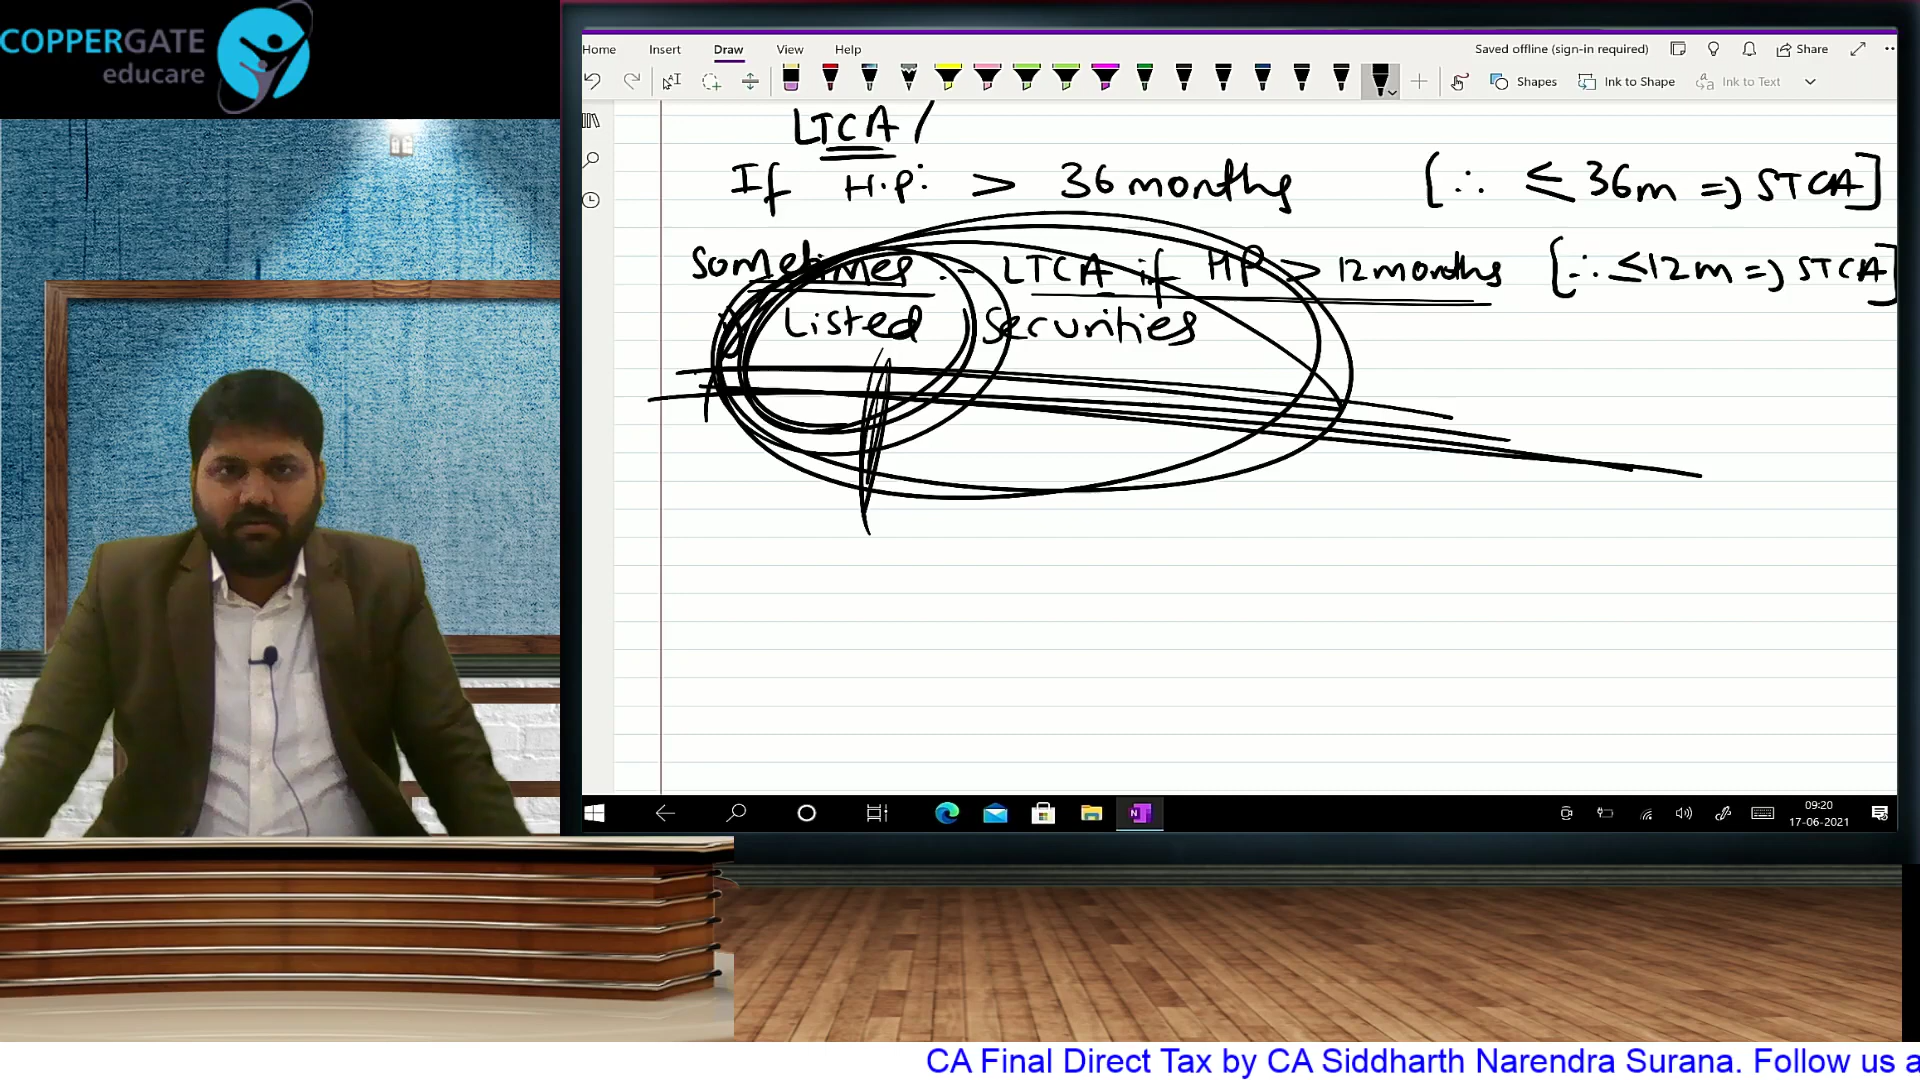 COPPERGATE
educare
Home Insert Draw View Help
Saved offline (sign-in required) Share
Shapes Ink to Shape Ink to Text
LTCA /
If H.P: > 36 months [∴ ≤ 36m => STCA]
Sometimes :- LTCA if HP > 12 months [∴ ≤12m => STCA]
Listed Securities
09:20
17-06-2021
CA Final Direct Tax by CA Siddharth Narendra Surana. Follow us a